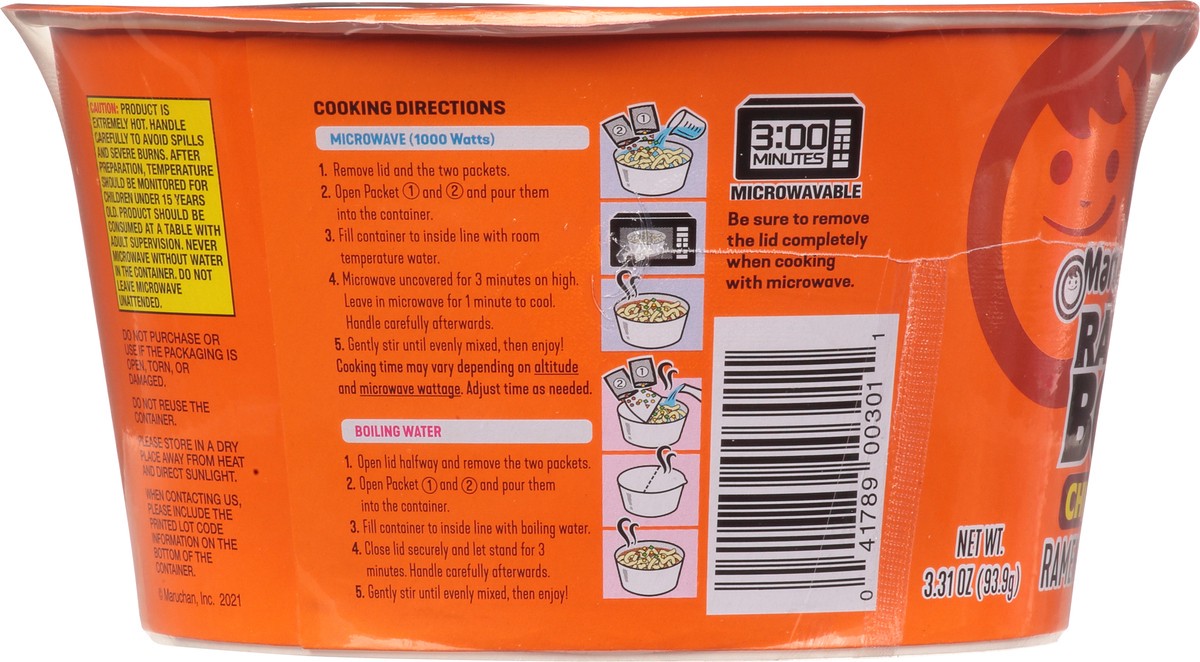 CAUTION: PRODUCT IS
EXTREMELY HOT. HANDLE
CAREFULLY TO AVOID SPILLS
AND SEVERE BURNS. AFTER
PREPARATION, TEMPERATURE
SHOULD BE MONITORED FOR
CHILDREN UNDER 15 YEARS
OLD. PRODUCT SHOULD BE
CONSUMED AT A TABLE WITH
ADULT SUPERVISION. NEVER
MICROWAVE WITHOUT WATER
IN THE CONTAINER. DO NOT
LEAVE MICROWAVE
UNATTENDED.
DO NOT PURCHASE OR
USE IF THE PACKAGING IS
OPEN, TORN, OR
DAMAGED.
DO NOT REUSE THE
CONTAINER.
PLEASE STORE IN A DRY
PLACE AWAY FROM HEAT
AND DIRECT SUNLIGHT.
WHEN CONTACTING US,
PLEASE INCLUDE THE
PRINTED LOT CODE
INFORMATION ON THE
BOTTOM OF THE
CONTAINER.
© Maruchan, Inc. 2021
COOKING DIRECTIONS
MICROWAVE (1000 Watts)
1. Remove lid and the two packets.
2. Open Packet ① and ② and pour them
into the container.
3. Fill container to inside line with room
temperature water.
4. Microwave uncovered for 3 minutes on high.
Leave in microwave for 1 minute to cool.
Handle carefully afterwards.
5. Gently stir until evenly mixed, then enjoy!
Cooking time may vary depending on altitude
and microwave wattage. Adjust time as needed.
BOILING WATER
1. Open lid halfway and remove the two packets.
2. Open Packet ① and ② and pour them
into the container.
3. Fill container to inside line with boiling water.
4. Close lid securely and let stand for 3
minutes. Handle carefully afterwards.
5. Gently stir until evenly mixed, then enjoy!
② ①
② ①
3:00
MINUTES
MICROWAVABLE
Be sure to remove
the lid completely
when cooking
with microwave.
0 41789 00301 1
NET WT.
3.31 OZ (93.9g)
Mar
RA
B
CH
RAM